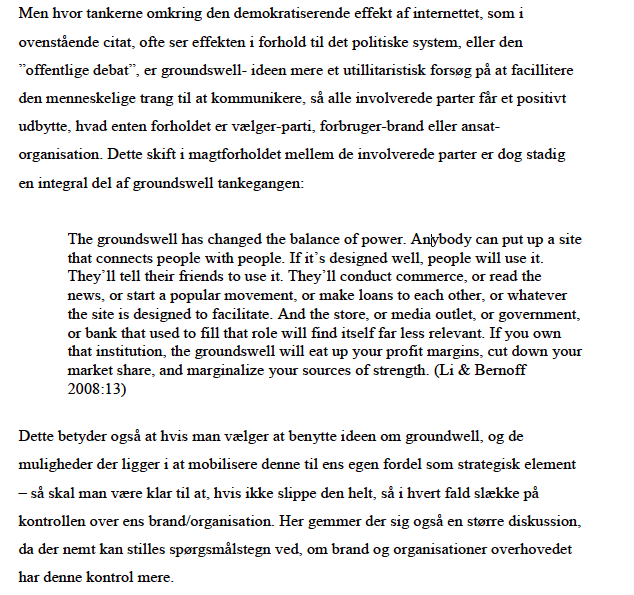 Men hvor tankerne omkring den demokratiserende effekt af internettet, som i
ovenstående citat, ofte ser effekten i forhold til det politiske system, eller den
”offentlige debat”, er groundswell- ideen mere et utillitaristisk forsøg på at facillitere
den menneskelige trang til at kommunikere, så alle involverede parter får et positivt
udbytte, hvad enten forholdet er vælger-parti, forbruger-brand eller ansat-
organisation. Dette skift i magtforholdet mellem de involverede parter er dog stadig
en integral del af groundswell tankegangen:
The groundswell has changed the balance of power. Anybody can put up a site
that connects people with people. If it’s designed well, people will use it.
They’ll tell their friends to use it. They’ll conduct commerce, or read the
news, or start a popular movement, or make loans to each other, or whatever
the site is designed to facilitate. And the store, or media outlet, or government,
or bank that used to fill that role will find itself far less relevant. If you own
that institution, the groundswell will eat up your profit margins, cut down your
market share, and marginalize your sources of strength. (Li & Bernoff
2008:13)
Dette betyder også at hvis man vælger at benytte ideen om groundwell, og de
muligheder der ligger i at mobilisere denne til ens egen fordel som strategisk element
– så skal man være klar til at, hvis ikke slippe den helt, så i hvert fald slække på
kontrollen over ens brand/organisation. Her gemmer der sig også en større diskussion,
da der nemt kan stilles spørgsmålstegn ved, om brand og organisationer overhovedet
har denne kontrol mere.